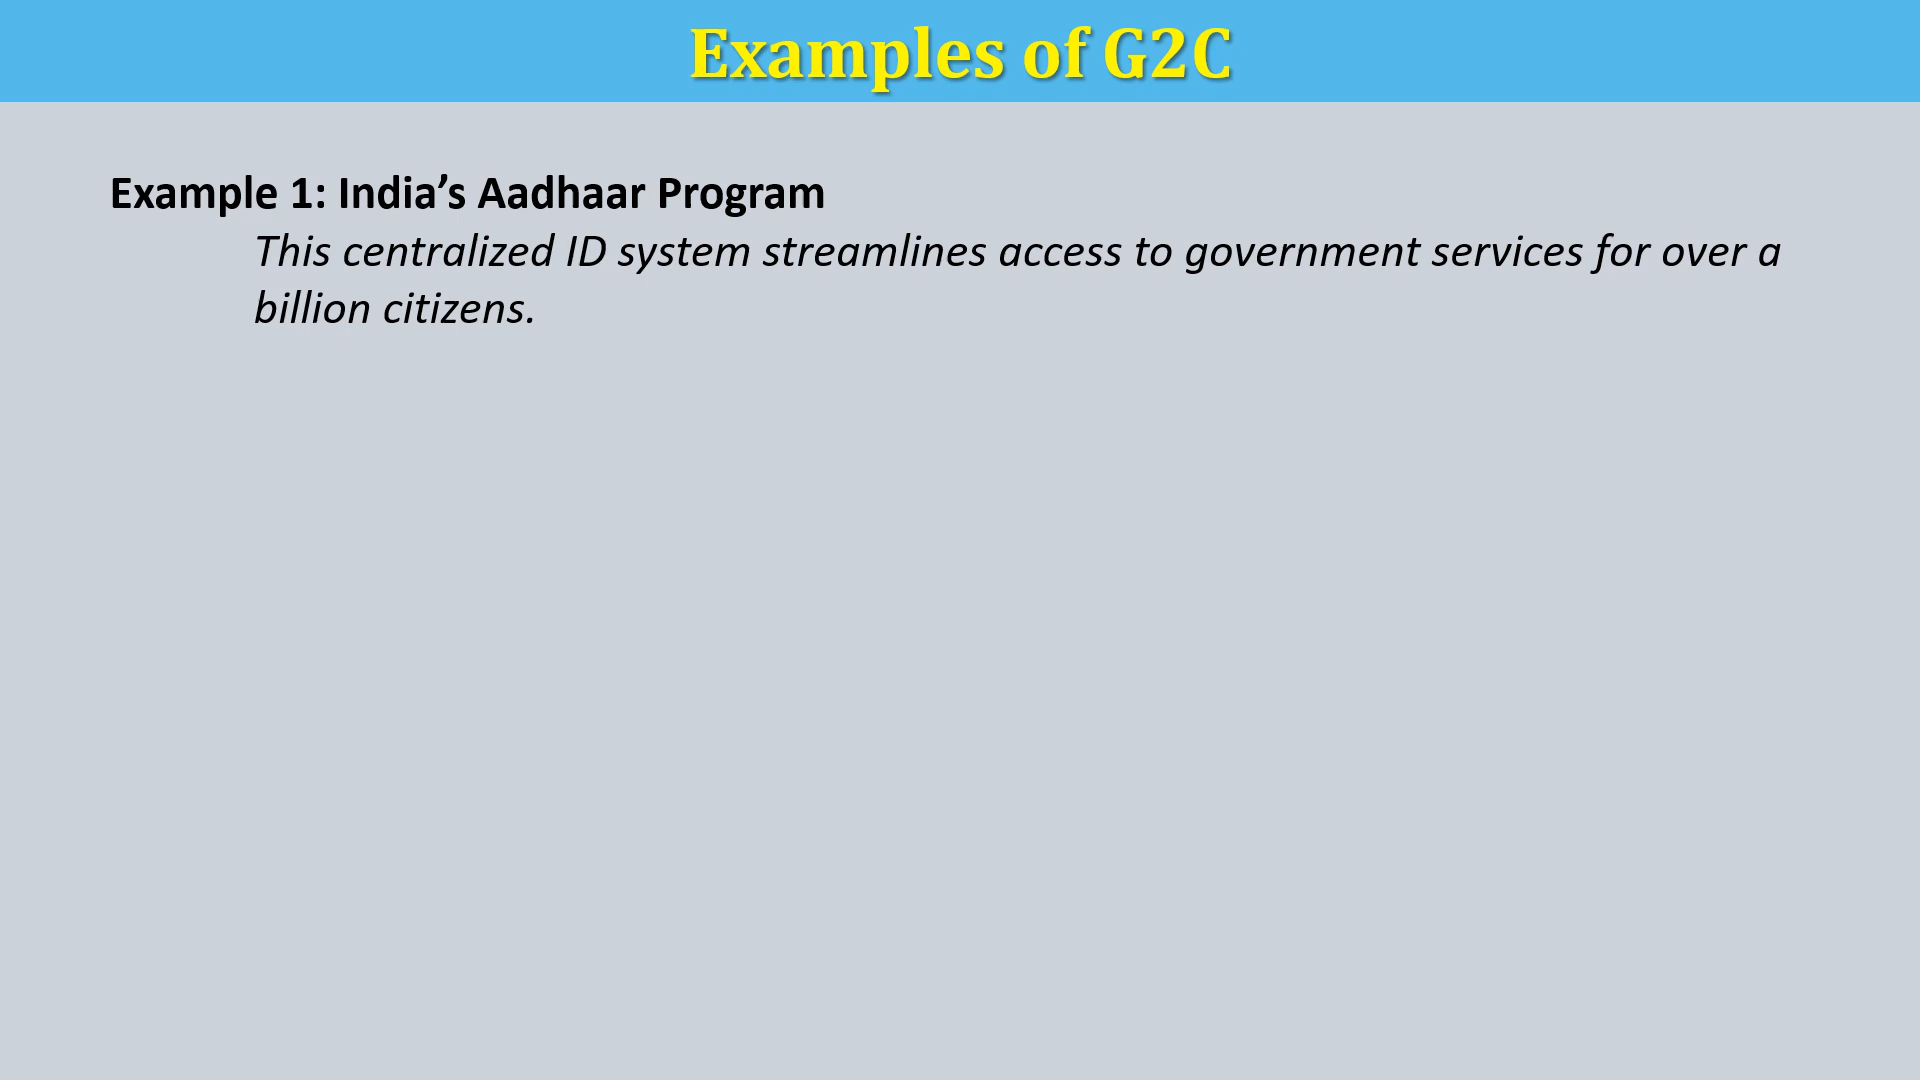 Examples of G2C
Example 1: India’s Aadhaar Program
This centralized ID system streamlines access to government services for over a
billion citizens.